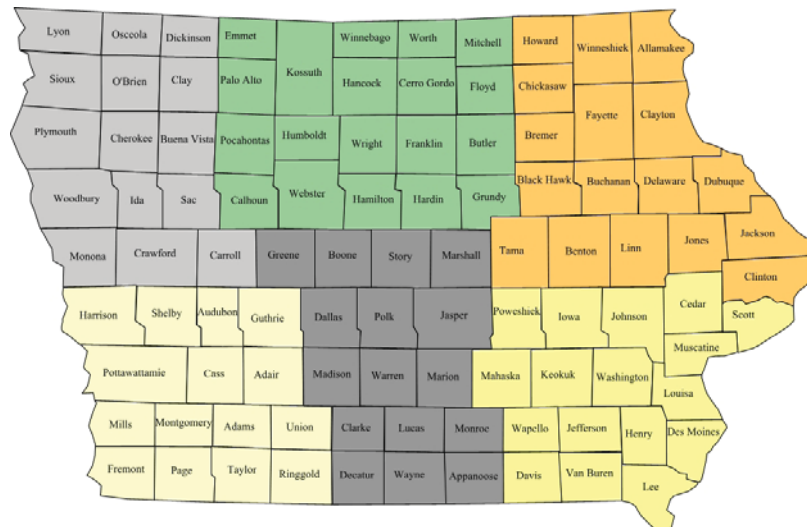 Lyon
Osceola
Dickinson
Emmet
Winnebago
Worth
Mitchell
Howard
Winneshiek
Allamakee
Kossuth
Sioux
O'Brien
Clay
Palo Alto
Hancock
Cerro Gordo
Floyd
Chickasaw
Fayette
Clayton
Plymouth
Cherokee
Buena Vista
Pocahontas
Humboldt
Wright
Franklin
Butler
Bremer
Woodbury
Ida
Sac
Calhoun
Webster
Hamilton
Hardin
Grundy
Black Hawk
Buchanan
Delaware
Dubuque
Monona
Crawford
Carroll
Greene
Boone
Story
Marshall
Tama
Benton
Linn
Jones
Jackson
Clinton
Harrison
Shelby
Audubon
Guthrie
Dallas
Polk
Jasper
Poweshiek
Iowa
Johnson
Cedar
Scott
Muscatine
Pottawattamie
Cass
Adair
Madison
Warren
Marion
Mahaska
Keokuk
Washington
Louisa
Mills
Montgomery
Adams
Union
Clarke
Lucas
Monroe
Wapello
Jefferson
Henry
Des Moines
Fremont
Page
Taylor
Ringgold
Decatur
Wayne
Appanoose
Davis
Van Buren
Lee